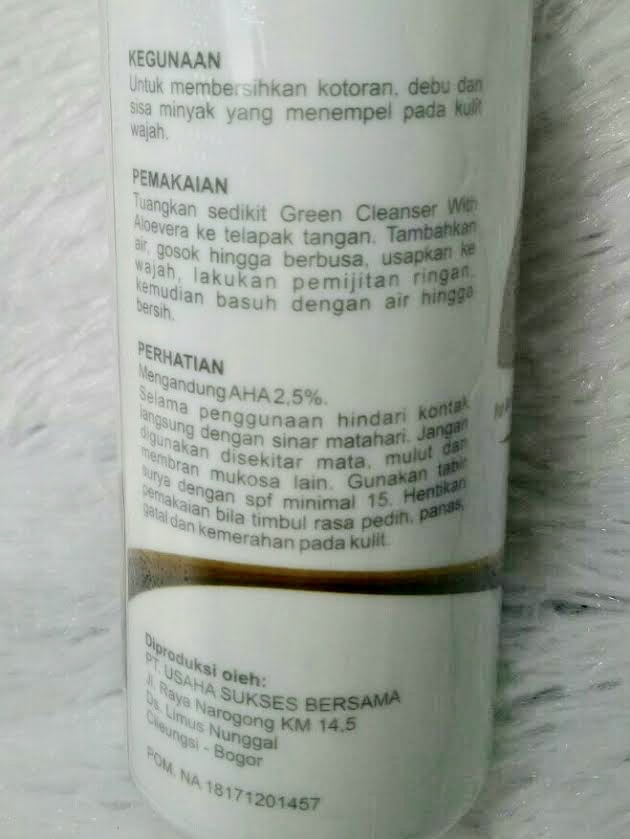 KEGUNAAN
Untuk membersihkan kotoran, debu dan
sisa minyak yang menempel pada kulit
wajah.
PEMAKAIAN
Tuangkan sedikit Green Cleanser With
Aloevera ke telapak tangan. Tambahkan
air, gosok hingga berbusa, usapkan ke
wajah, lakukan pemijitan ringan,
kemudian basuh dengan air hingga
bersih.
PERHATIAN
Mengandung AHA 2,5%.
Selama penggunaan hindari kontak
langsung dengan sinar matahari. Jangan
digunakan disekitar mata, mulut dan
membran mukosa lain. Gunakan tabir
surya dengan spf minimal 15. Hentikan
pemakaian bila timbul rasa pedih, panas,
gatal dan kemerahan pada kulit.
Diproduksi oleh:
PT. USAHA SUKSES BERSAMA
Jl. Raya Narogong KM 14,5
Ds. Limus Nunggal
Cileungsi - Bogor
POM. NA 18171201457